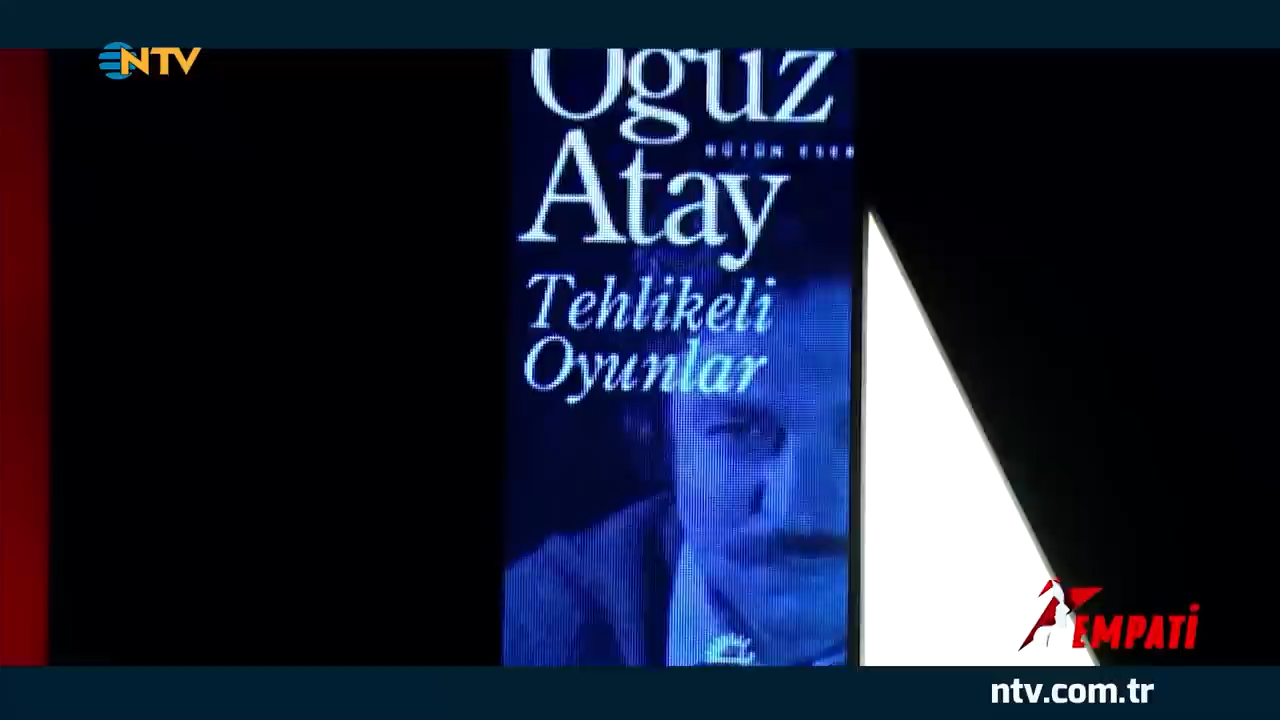 NTV
Oğuz
Atay
BÜTÜN ESER
Tehlikeli
Oyunlar
EMPATİ
ntv.com.tr